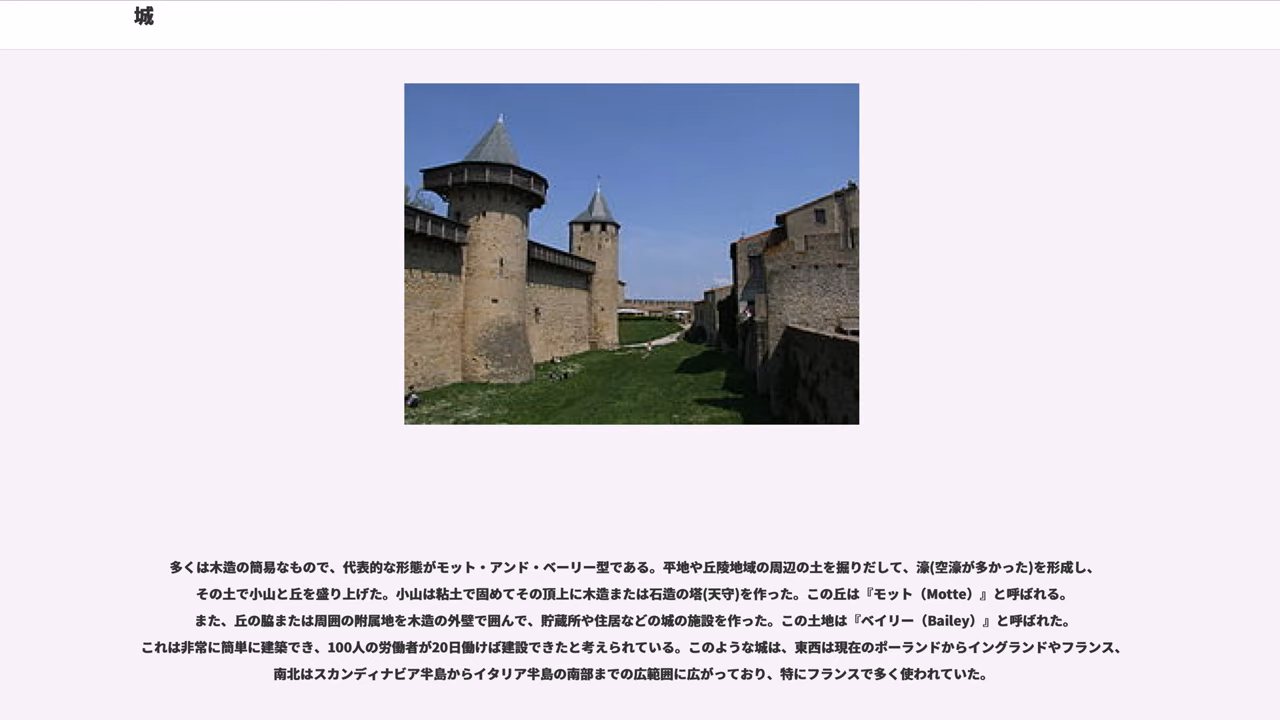 城
多くは木造の簡易なもので、代表的な形態がモット・アンド・ベーリー型である。平地や丘陵地域の周辺の土を掘りだして、濠(空濠が多かった)を形成し、
その土で小山と丘を盛り上げた。小山は粘土で固めてその頂上に木造または石造の塔(天守)を作った。この丘は『モット（Motte）』と呼ばれる。
また、丘の脇または周囲の附属地を木造の外壁で囲んで、貯蔵所や住居などの城の施設を作った。この土地は『ベイリー（Bailey）』と呼ばれた。
これは非常に簡単に建築でき、100人の労働者が20日働けば建設できたと考えられている。このような城は、東西は現在のポーランドからイングランドやフランス、
南北はスカンディナビア半島からイタリア半島の南部までの広範囲に広がっており、特にフランスで多く使われていた。